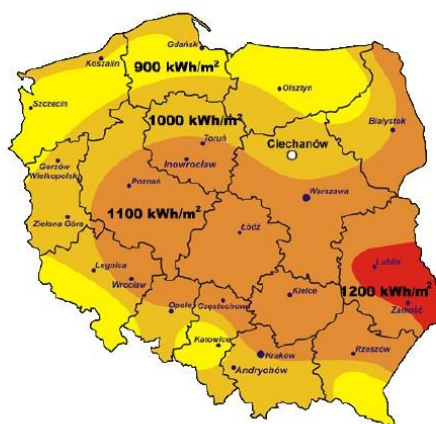 Gdańsk
Koszalin
900 kWh/m²
Olsztyn
Szczecin
1000 kWh/m²
Białystok
Toruń
Ciechanów
Inowrocław
Gorzów
Wielkopolski
Poznań
Warszawa
1100 kWh/m²
Zielona Góra
Łódź
Lublin
Legnica
Wrocław
Kielce
1200 kWh/m²
Opole
Częstochowa
Zamość
Katowice
Kraków
Rzeszów
Andrychów